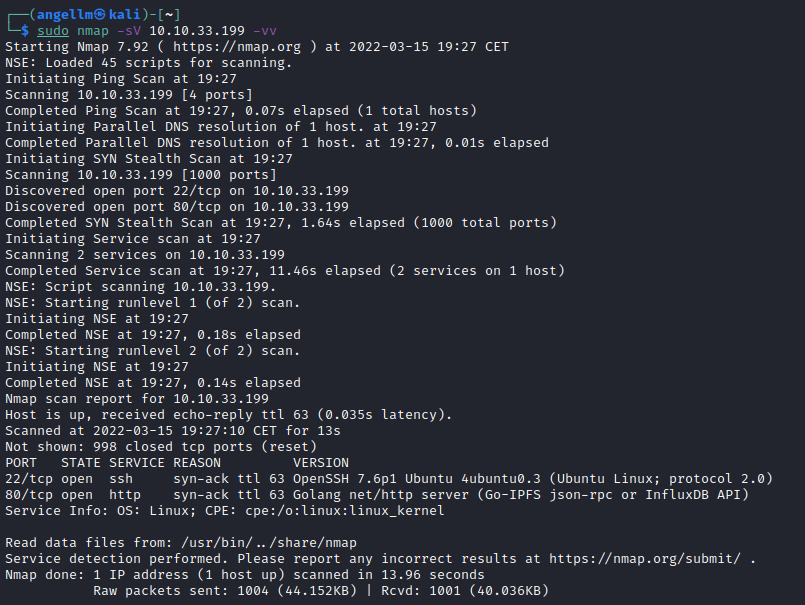 ┌──(angellm㉿kali)-[~]
└─$ sudo nmap -sV 10.10.33.199 -vv
Starting Nmap 7.92 ( https://nmap.org ) at 2022-03-15 19:27 CET
NSE: Loaded 45 scripts for scanning.
Initiating Ping Scan at 19:27
Scanning 10.10.33.199 [4 ports]
Completed Ping Scan at 19:27, 0.07s elapsed (1 total hosts)
Initiating Parallel DNS resolution of 1 host. at 19:27
Completed Parallel DNS resolution of 1 host. at 19:27, 0.01s elapsed
Initiating SYN Stealth Scan at 19:27
Scanning 10.10.33.199 [1000 ports]
Discovered open port 22/tcp on 10.10.33.199
Discovered open port 80/tcp on 10.10.33.199
Completed SYN Stealth Scan at 19:27, 1.64s elapsed (1000 total ports)
Initiating Service scan at 19:27
Scanning 2 services on 10.10.33.199
Completed Service scan at 19:27, 11.46s elapsed (2 services on 1 host)
NSE: Script scanning 10.10.33.199.
NSE: Starting runlevel 1 (of 2) scan.
Initiating NSE at 19:27
Completed NSE at 19:27, 0.18s elapsed
NSE: Starting runlevel 2 (of 2) scan.
Initiating NSE at 19:27
Completed NSE at 19:27, 0.14s elapsed
Nmap scan report for 10.10.33.199
Host is up, received echo-reply ttl 63 (0.035s latency).
Scanned at 2022-03-15 19:27:10 CET for 13s
Not shown: 998 closed tcp ports (reset)
PORT   STATE SERVICE REASON         VERSION
22/tcp open  ssh     syn-ack ttl 63 OpenSSH 7.6p1 Ubuntu 4ubuntu0.3 (Ubuntu Linux; protocol 2.0)
80/tcp open  http    syn-ack ttl 63 Golang net/http server (Go-IPFS json-rpc or InfluxDB API)
Service Info: OS: Linux; CPE: cpe:/o:linux:linux_kernel

Read data files from: /usr/bin/../share/nmap
Service detection performed. Please report any incorrect results at https://nmap.org/submit/ .
Nmap done: 1 IP address (1 host up) scanned in 13.96 seconds
           Raw packets sent: 1004 (44.152KB) | Rcvd: 1001 (40.036KB)